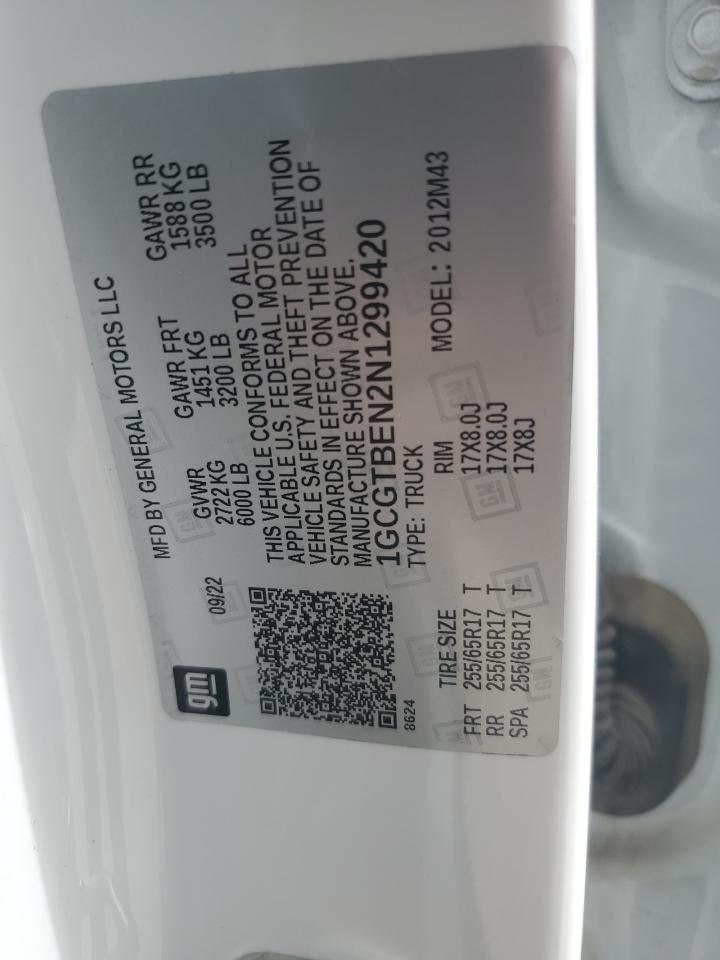 gm
09/22
MFD BY GENERAL MOTORS LLC
GVWR GAWR FRT GAWR RR
2722 KG 1451 KG 1588 KG
6000 LB 3200 LB 3500 LB
THIS VEHICLE CONFORMS TO ALL
APPLICABLE U.S. FEDERAL MOTOR
VEHICLE SAFETY AND THEFT PREVENTION
STANDARDS IN EFFECT ON THE DATE OF
MANUFACTURE SHOWN ABOVE.
1GCGTBEN2N1299420
8624
TYPE: TRUCK MODEL: 2012M43
TIRE SIZE RIM
FRT 255/65R17 T 17X8.0J
RR 255/65R17 T 17X8.0J
SPA 255/65R17 T 17X8J